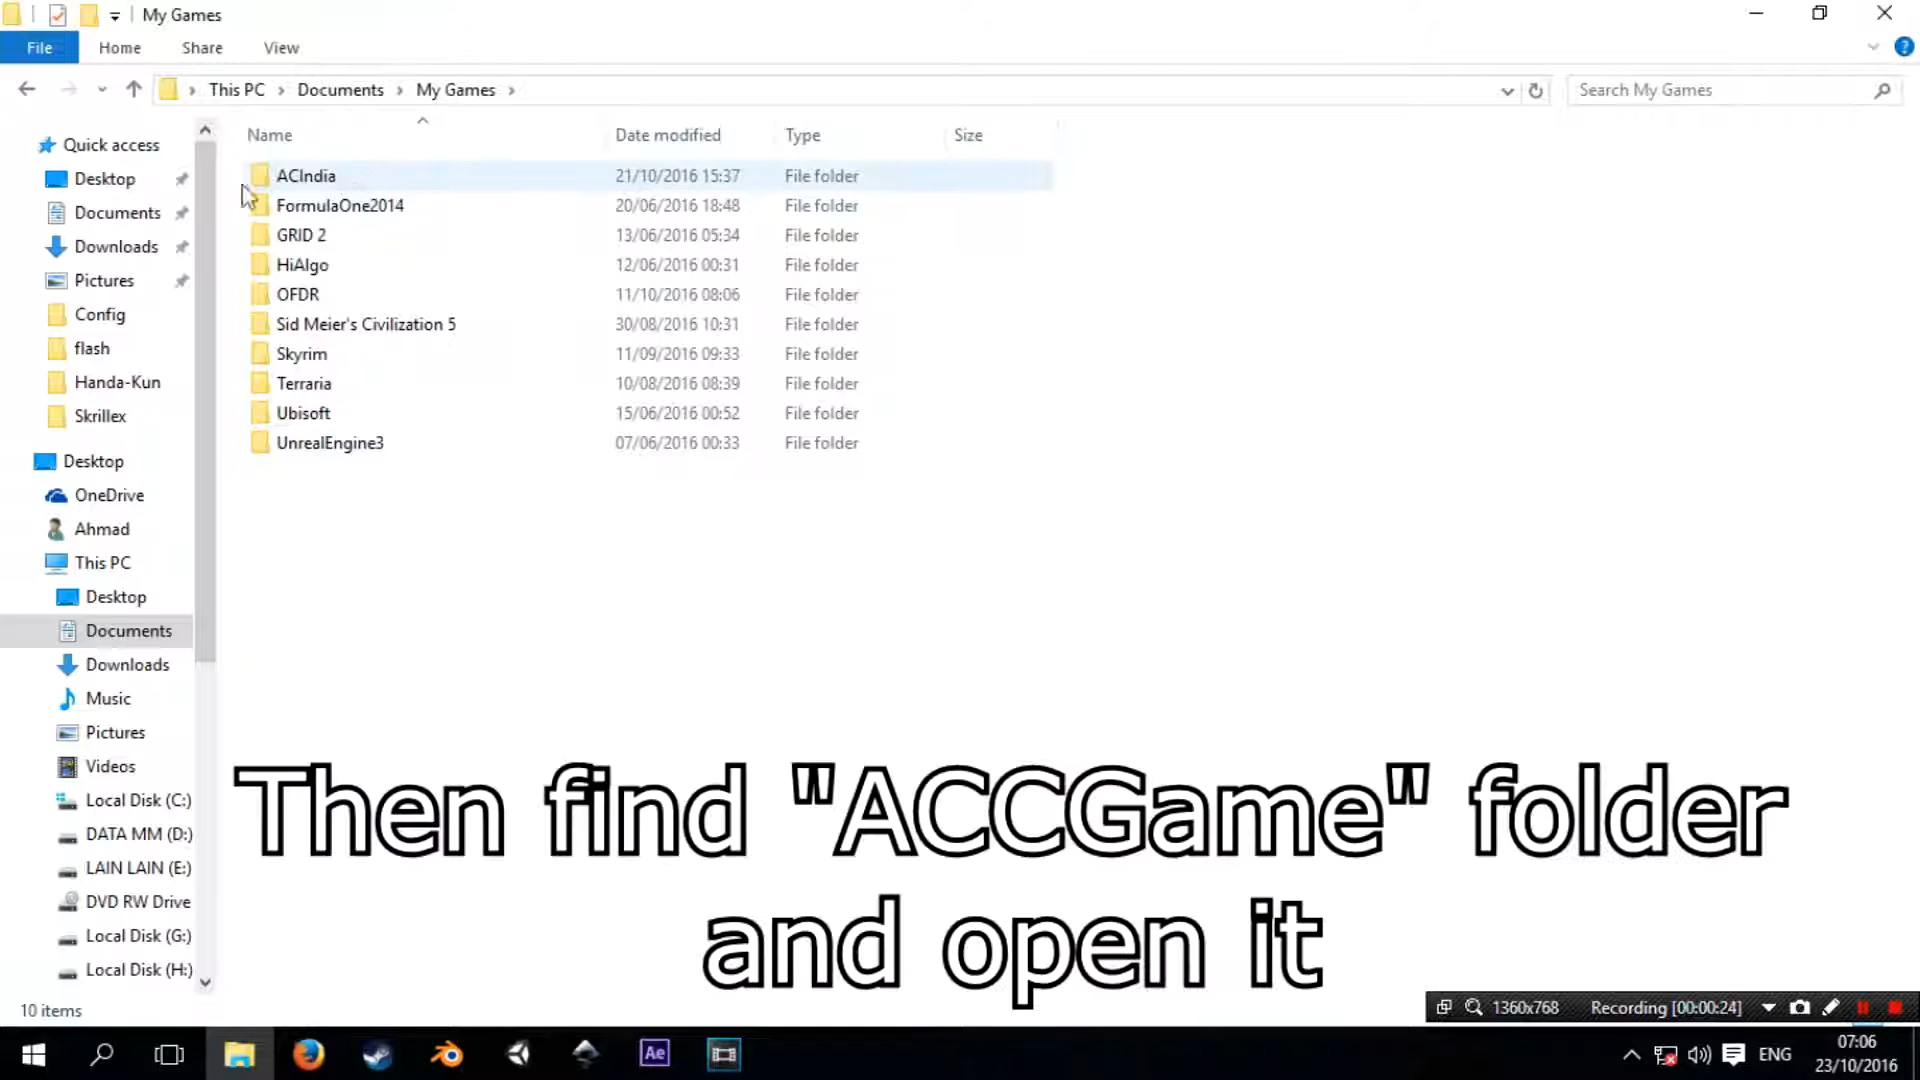 My Games
File Home Share View
This PC Documents My Games
Search My Games
Name Date modified Type Size
ACIndia 21/10/2016 15:37 File folder
FormulaOne2014 20/06/2016 18:48 File folder
GRID 2 13/06/2016 05:34 File folder
HiAlgo 12/06/2016 00:31 File folder
OFDR 11/10/2016 08:06 File folder
Sid Meier's Civilization 5 30/08/2016 10:31 File folder
Skyrim 11/09/2016 09:33 File folder
Terraria 10/08/2016 08:39 File folder
Ubisoft 15/06/2016 00:52 File folder
UnrealEngine3 07/06/2016 00:33 File folder
Quick access
Desktop
Documents
Downloads
Pictures
Config
flash
Handa-Kun
Skrillex
Desktop
OneDrive
Ahmad
This PC
Desktop
Documents
Downloads
Music
Pictures
Videos
Local Disk (C:)
DATA MM (D:)
LAIN LAIN (E:)
DVD RW Drive
Local Disk (G:)
Local Disk (H:)
Then find "ACCGame" folder
and open it
10 items
1360x768 Recording [00:00:24]
Ae
ENG
07:06
23/10/2016